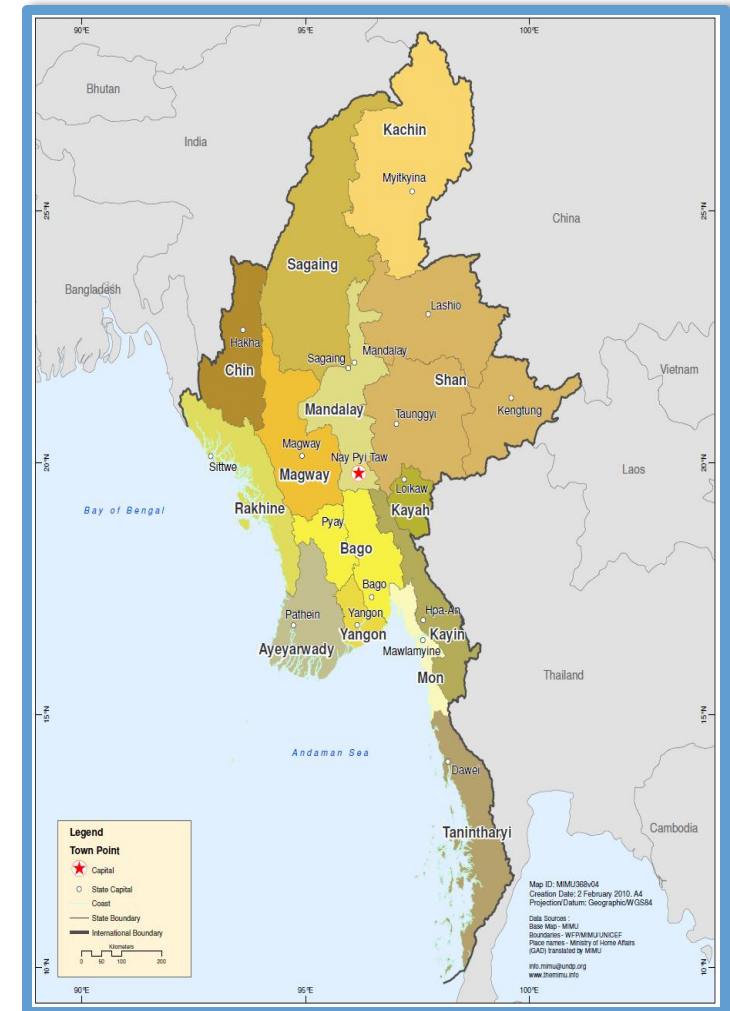 90°E
95°E
100°E
Bhutan
Kachin
India
Myitkyina
25°N
25°N
China
Sagaing
Bangladesh
Lashio
Hakha
Mandalay
Sagaing
Chin
Shan
Vietnam
Kengtung
Mandalay
Taunggyi
Magway
Nay Pyi Taw
20°N
20°N
Sittwe
Magway
Laos
Loikaw
Rakhine
Kayah
Bay of Bengal
Pyay
Bago
Bago
Pathein
Yangon
Hpa-An
Yangon
Kayin
Ayeyarwady
Mawlamyine
Mon
Thailand
15°N
15°N
Andaman Sea
Dawei
Cambodia
Tanintharyi
Legend
Town Point
Capital
State Capital
Coast
State Boundary
International Boundary
Kilometers
0 50 100 200
Map ID: MIMU368v04
Creation Date: 2 February 2010. A4
Projection/Datum: Geographic/WGS84
Data Sources :
Base Map - MIMU
Boundaries - WFP/MIMU/UNICEF
Place names - Ministry of Home Affairs
(GAD) translated by MIMU
info.mimu@undp.org
www.themimu.info
10°N
10°N
90°E
95°E
100°E